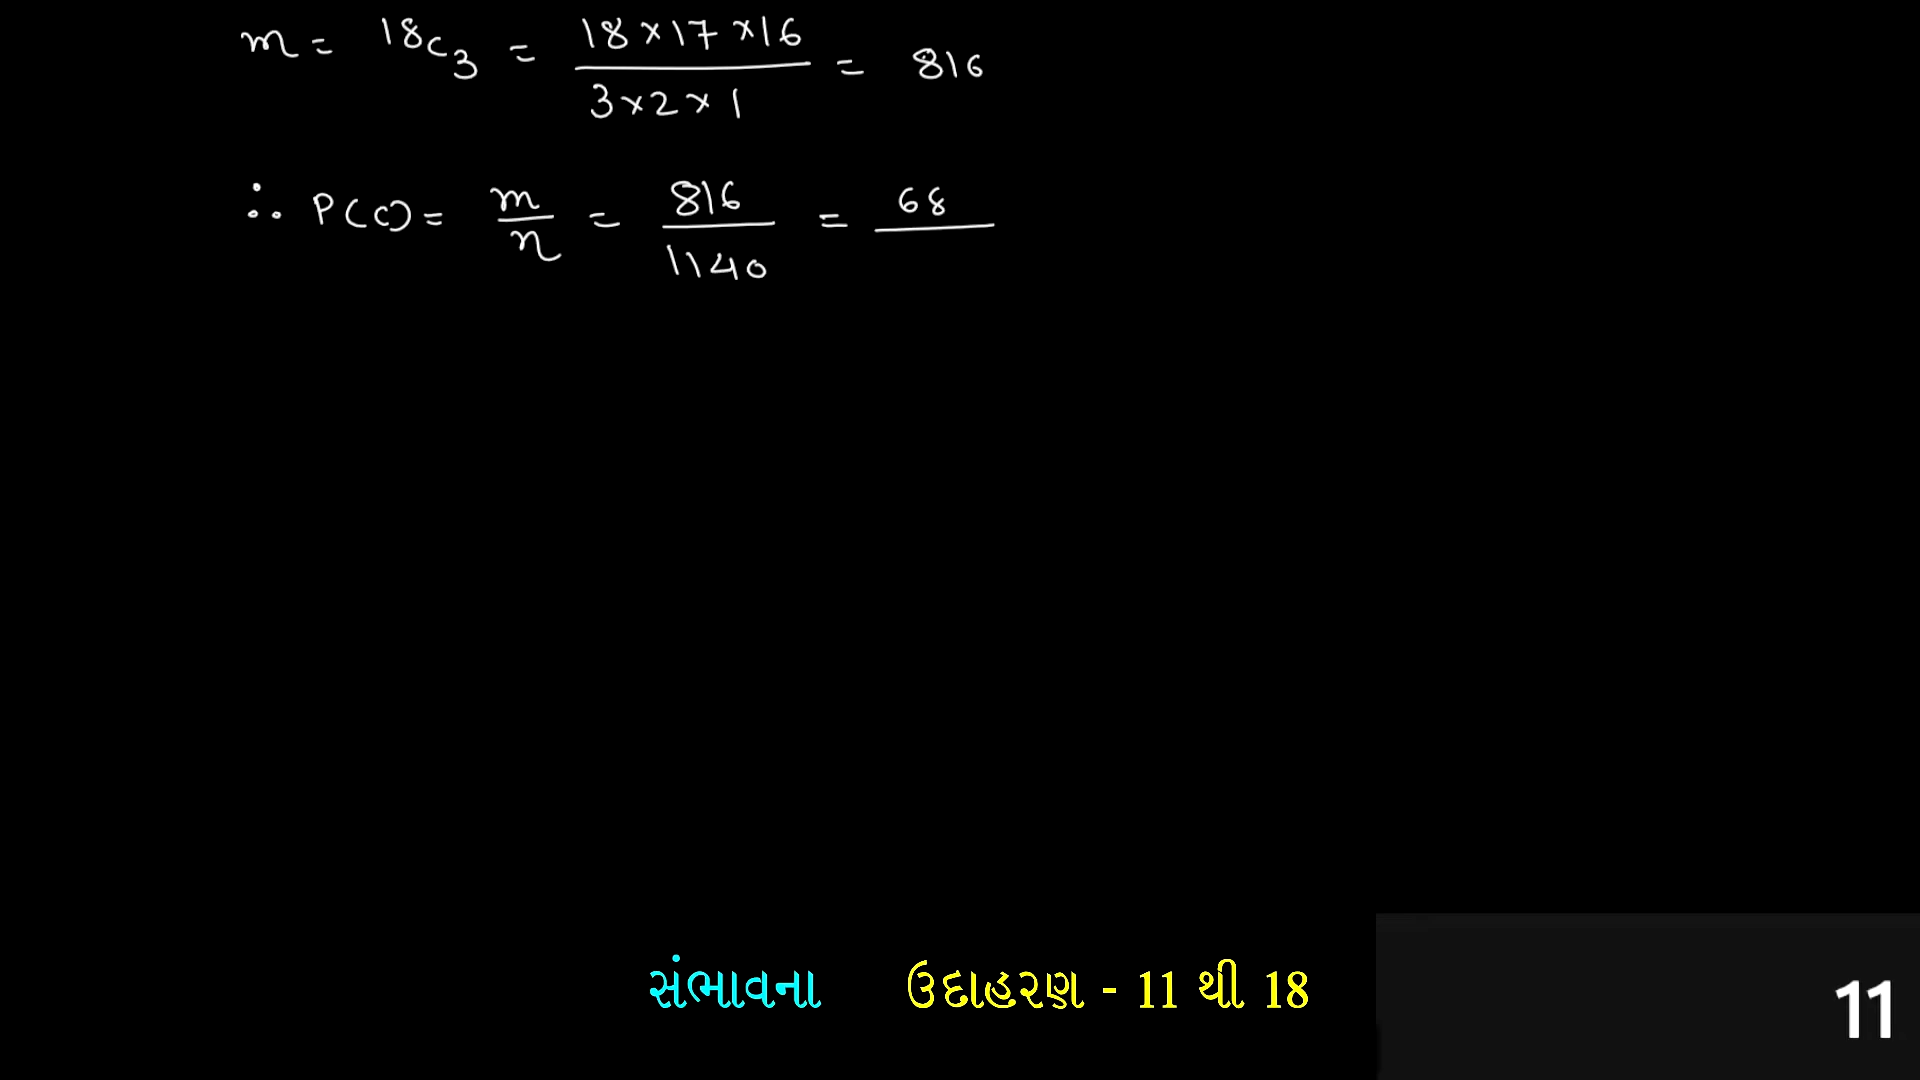 m = 18C3 = 18×17×16 / 3×2×1 = 816
∴ P(C) = m/n = 816/1140 = 68/
સંભાવના ઉદાહરણ - 11 થી 18
11